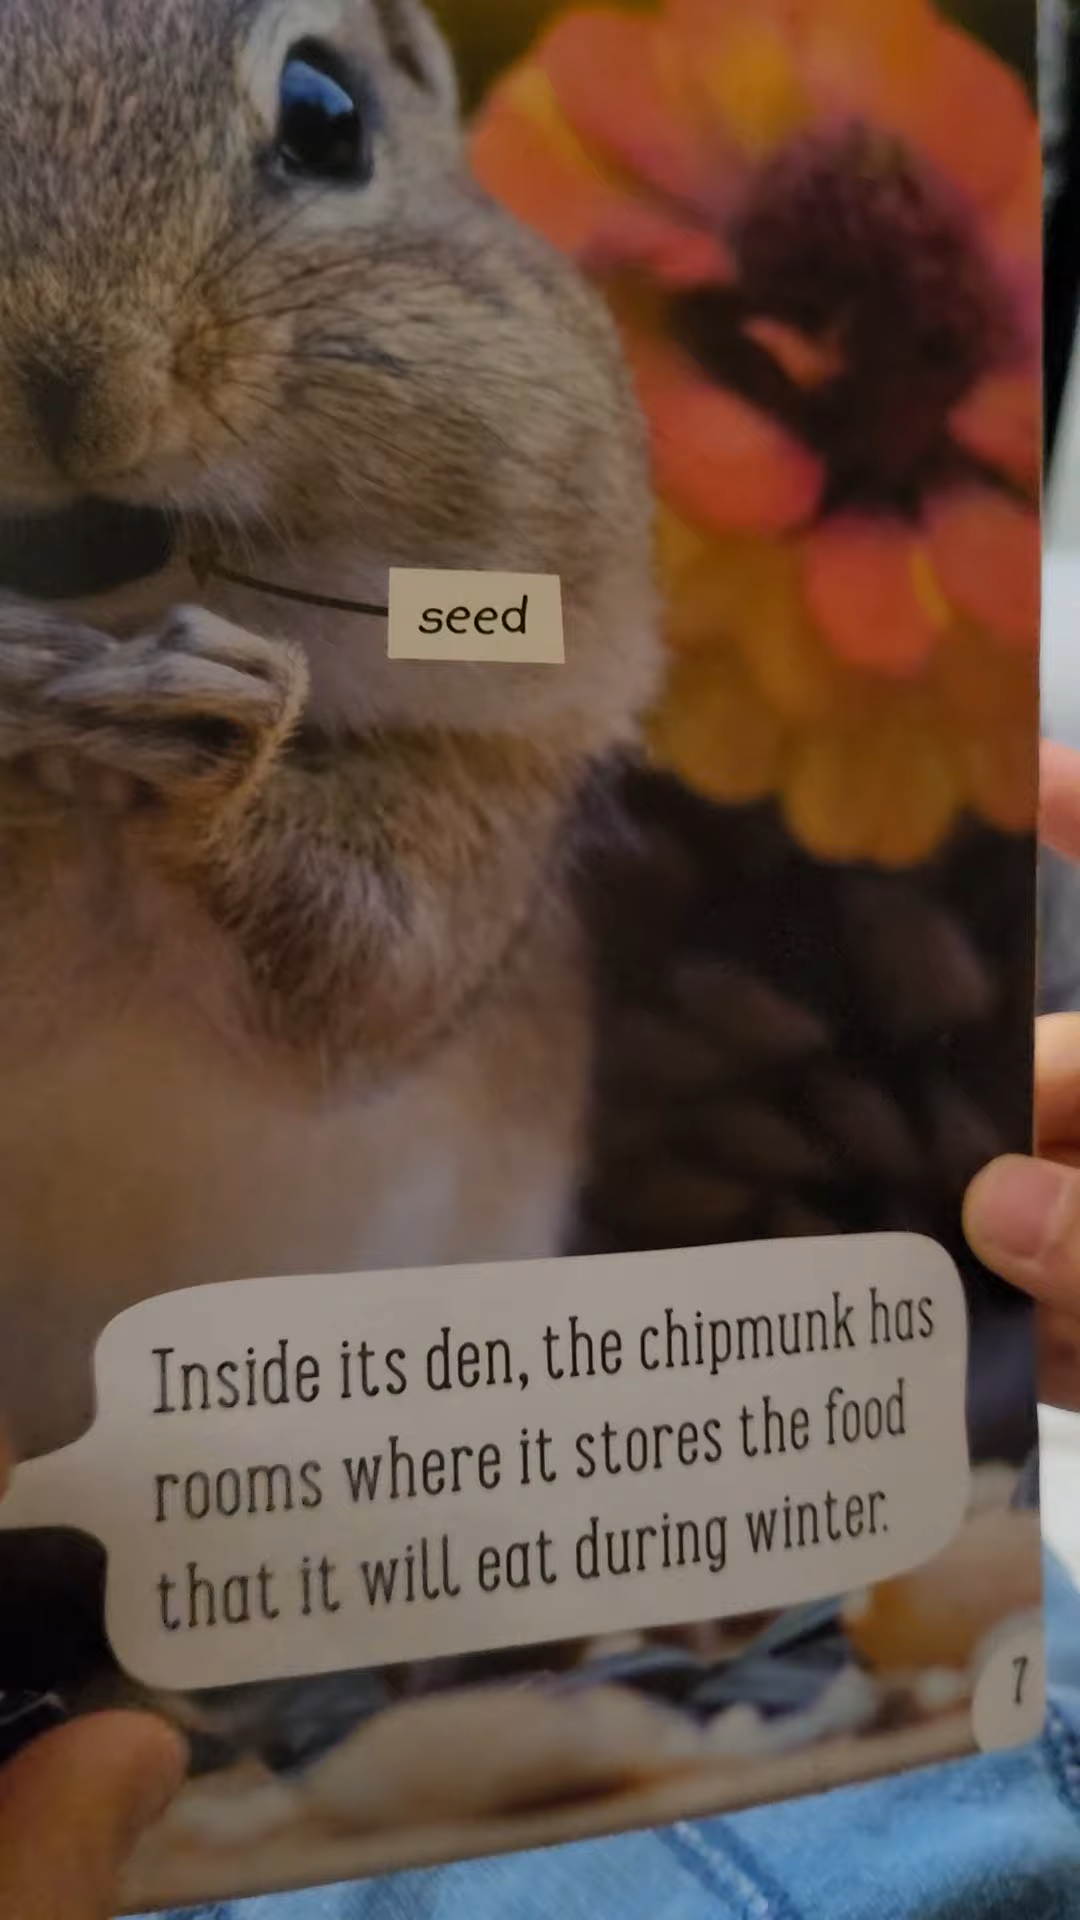 seed
Inside its den, the chipmunk has
rooms where it stores the food
that it will eat during winter.
7